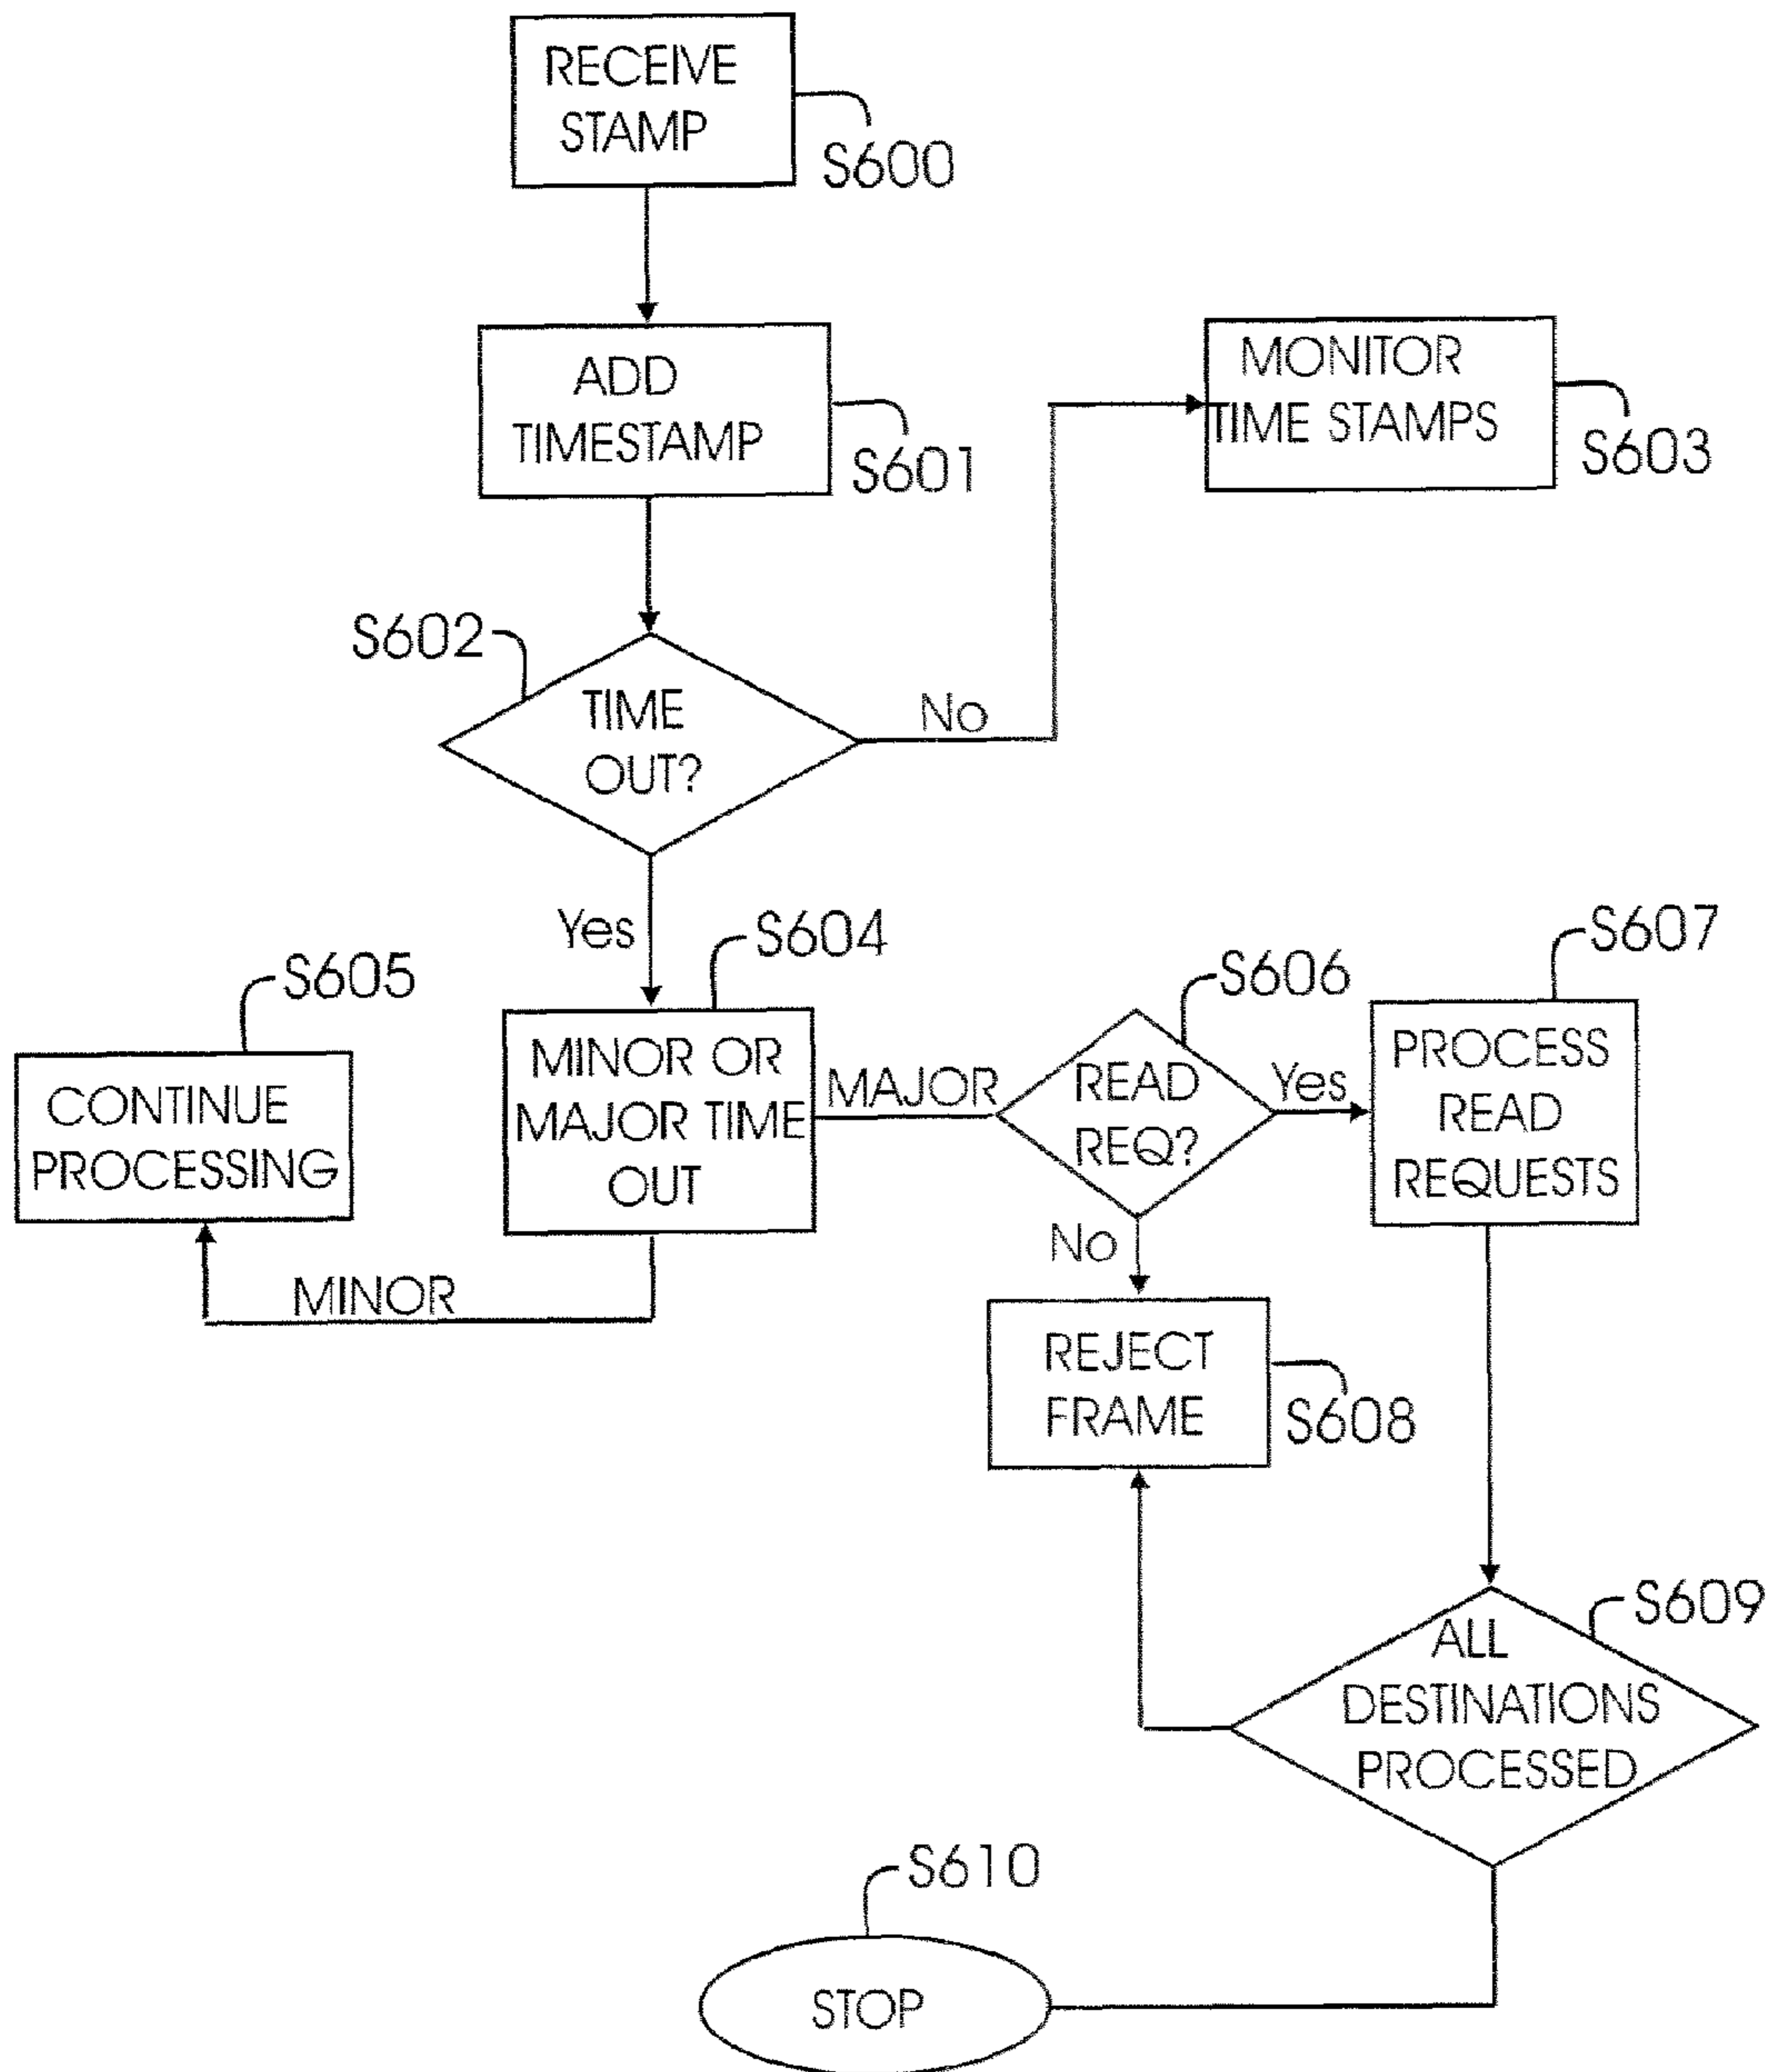 RECEIVE
STAMP
S600
ADD
TIMESTAMP
S601
MONITOR
TIME STAMPS
S603
S602
TIME
OUT?
No
Yes
S604
S605
CONTINUE
PROCESSING
MINOR OR
MAJOR TIME
OUT
MINOR
MAJOR
S606
READ
REQ?
Yes
No
S607
PROCESS
READ
REQUESTS
REJECT
FRAME
S608
S609
ALL
DESTINATIONS
PROCESSED
S610
STOP